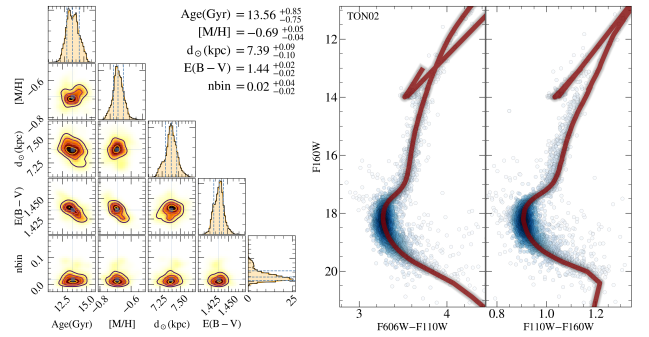 Age(Gyr) = 13.56 +0.85 −0.75
[M/H] = −0.69 +0.05 −0.04
d⊙(kpc) = 7.39 +0.09 −0.10
E(B − V) = 1.44 +0.02 −0.02
nbin = 0.02 +0.04 −0.02
[M/H]
−0.6
−0.8
d⊙(kpc)
7.50
7.25
E(B − V)
1.450
1.425
nbin
0.1
0.0
12.5 15.0 −0.8 −0.6 7.25 7.50 1.425 1.450 0 25
Age(Gyr) [M/H] d⊙(kpc) E(B − V)
TON02
F160W
12
14
16
18
20
3 4 0.8 1.0 1.2
F606W−F110W F110W−F160W